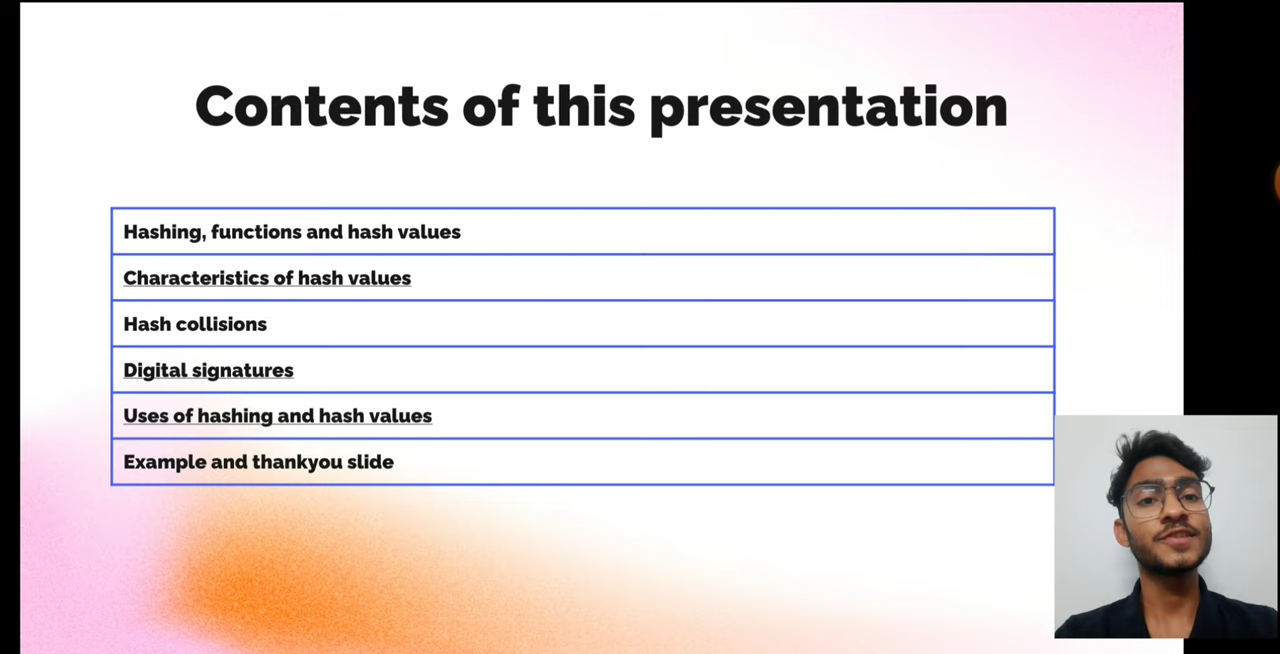 Contents of this presentation
Hashing, functions and hash values
Characteristics of hash values
Hash collisions
Digital signatures
Uses of hashing and hash values
Example and thankyou slide